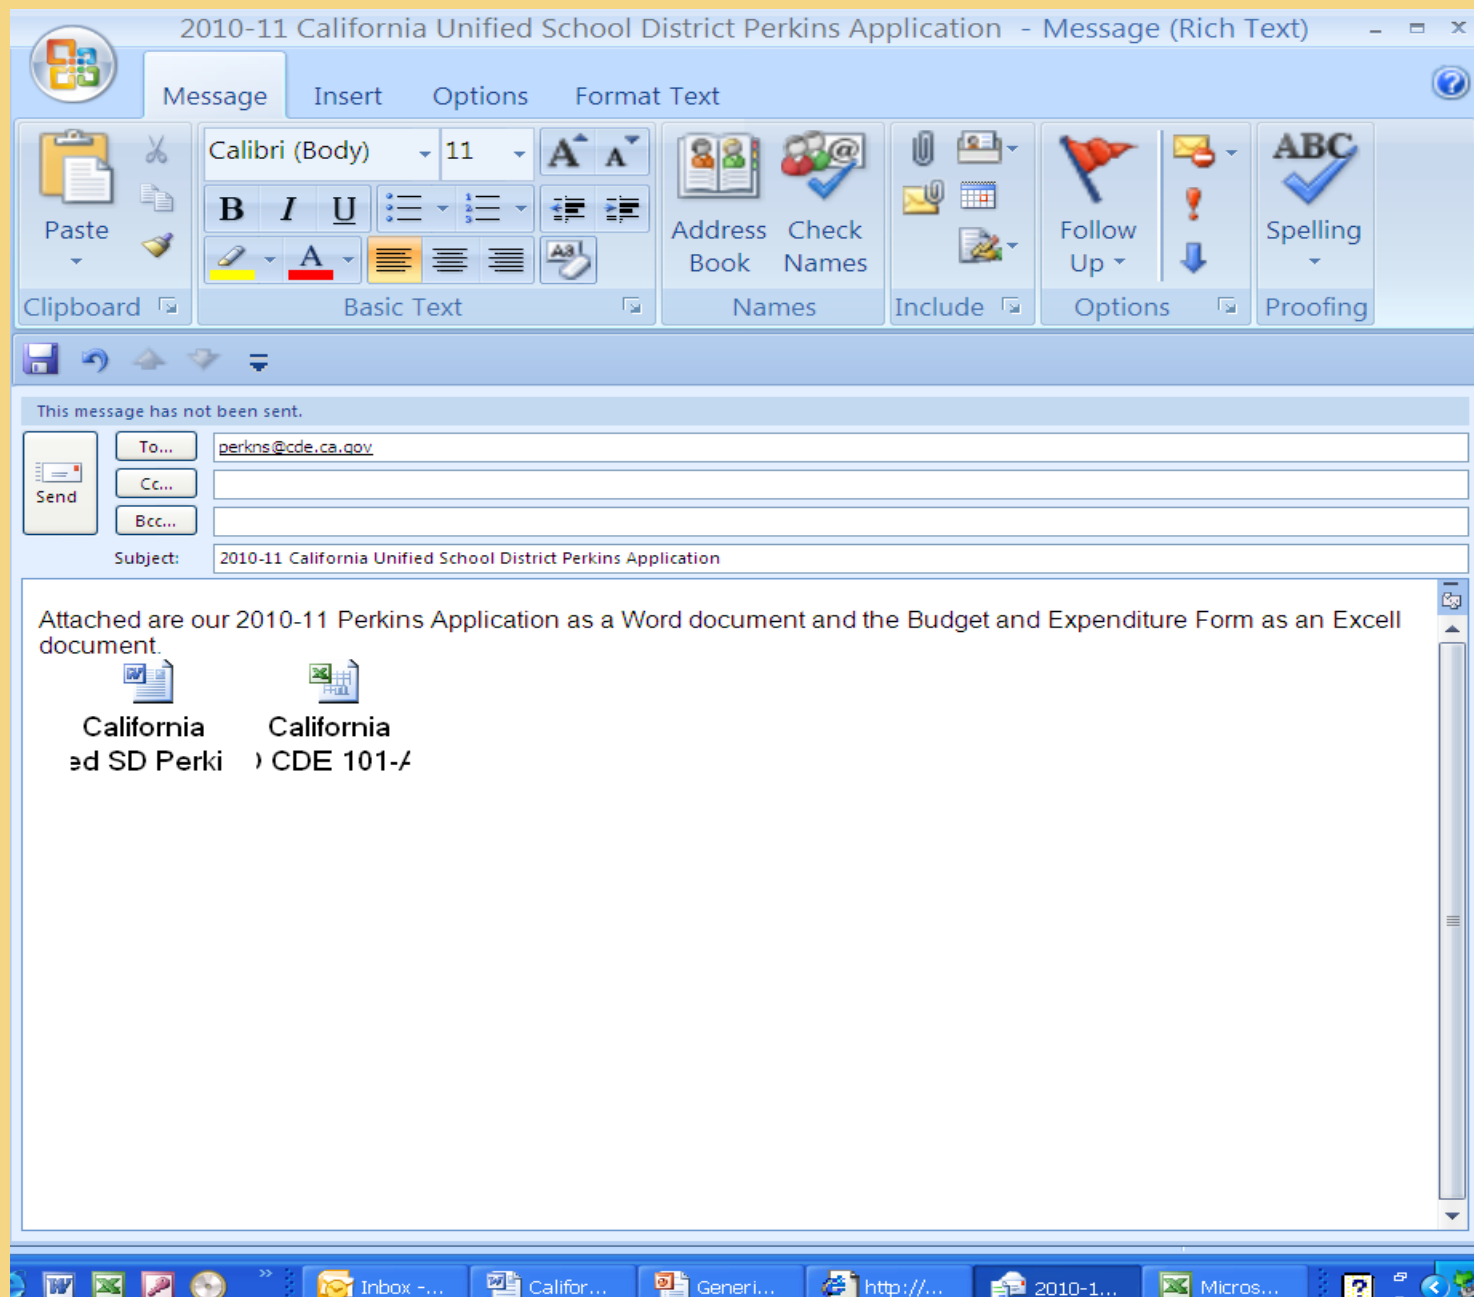 2010-11 California Unified School District Perkins Application - Message (Rich Text)
Message Insert Options Format Text
Calibri (Body) 11 A A
B I U
A
Paste
Address Book
Check Names
Follow Up
ABC
Spelling
Clipboard Basic Text Names Include Options Proofing
This message has not been sent.
Send
To... perkns@cde.ca.gov
Cc...
Bcc...
Subject: 2010-11 California Unified School District Perkins Application
Attached are our 2010-11 Perkins Application as a Word document and the Budget and Expenditure Form as an Excell
document.
California California
ed SD Perki CDE 101-A
Inbox -... Califor... Generi... http://... 2010-1... Micros...